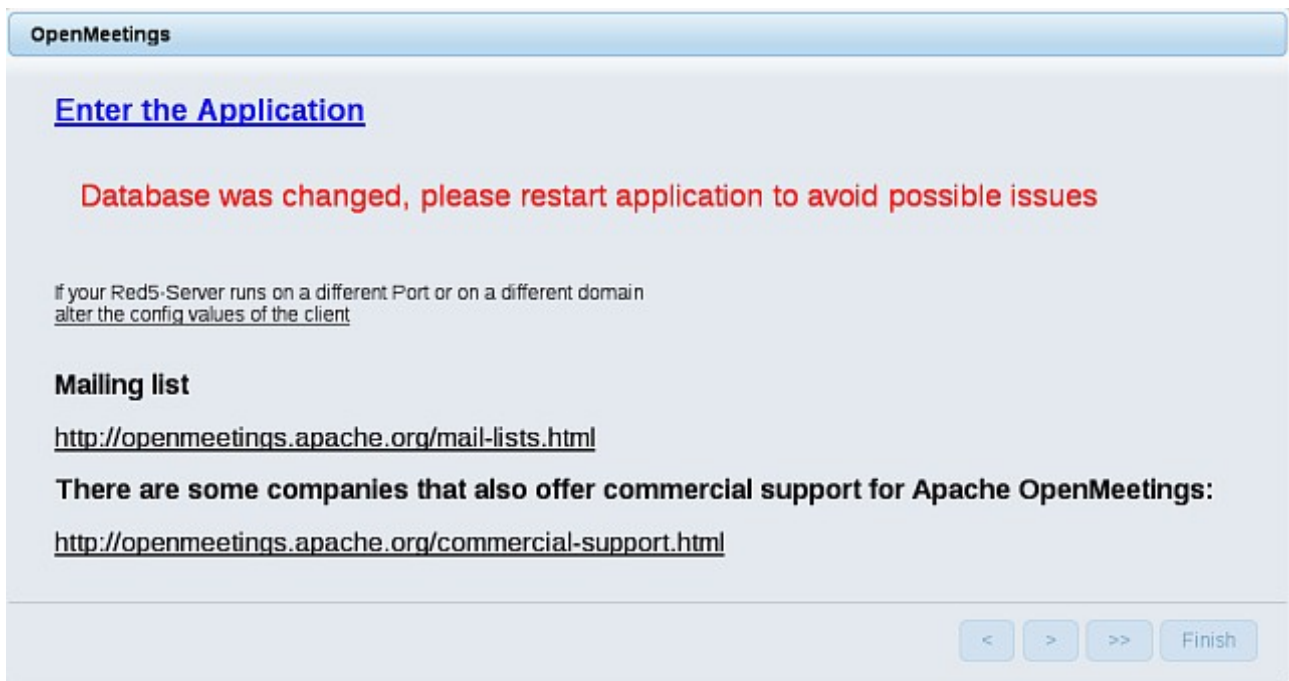 OpenMeetings
Enter the Application
Database was changed, please restart application to avoid possible issues
If your Red5-Server runs on a different Port or on a different domain
alter the config values of the client
Mailing list
http://openmeetings.apache.org/mail-lists.html
There are some companies that also offer commercial support for Apache OpenMeetings:
http://openmeetings.apache.org/commercial-support.html
< > >> Finish